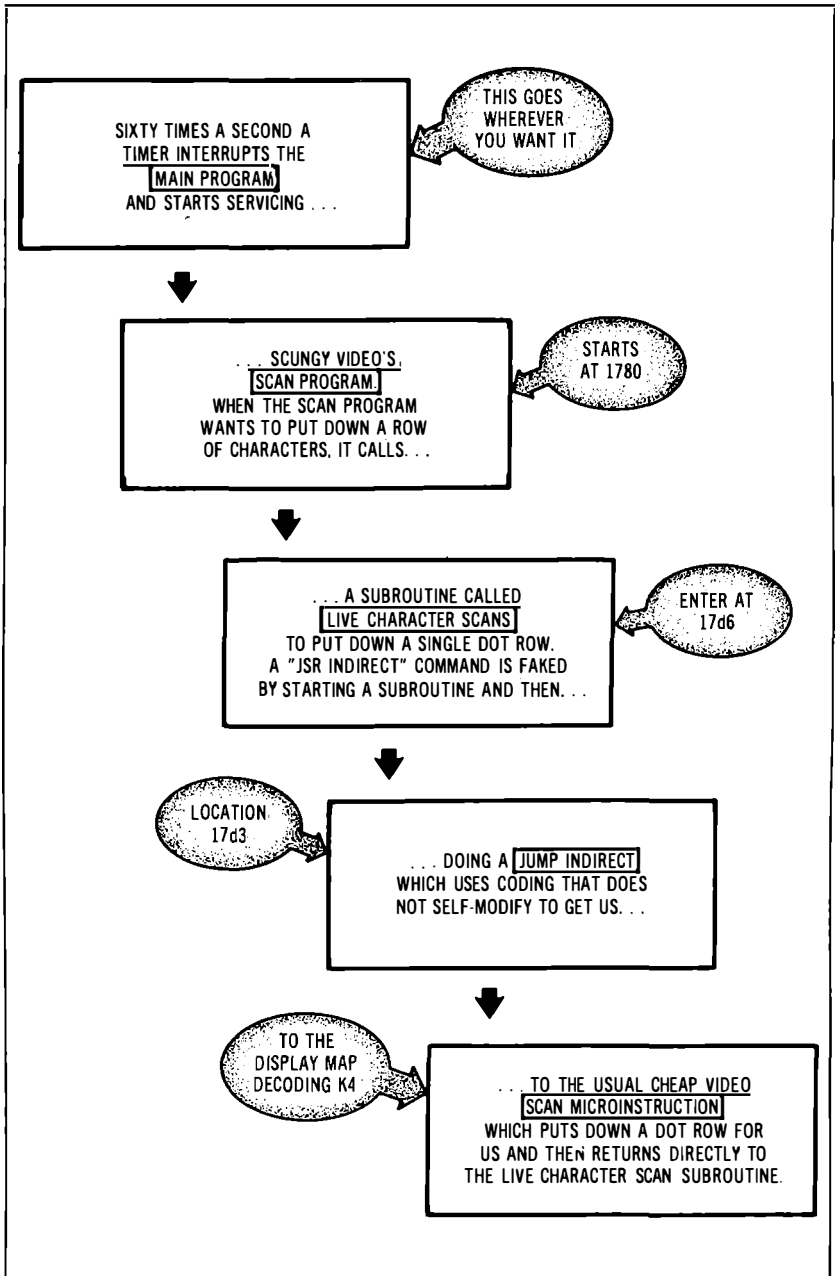 SIXTY TIMES A SECOND A
TIMER INTERRUPTS THE
MAIN PROGRAM
AND STARTS SERVICING . . .
THIS GOES
WHEREVER
YOU WANT IT
. . . SCUNGY VIDEO'S
SCAN PROGRAM.
WHEN THE SCAN PROGRAM
WANTS TO PUT DOWN A ROW
OF CHARACTERS, IT CALLS. . .
STARTS
AT 1780
. . . A SUBROUTINE CALLED
LIVE CHARACTER SCANS
TO PUT DOWN A SINGLE DOT ROW.
A "JSR INDIRECT" COMMAND IS FAKED
BY STARTING A SUBROUTINE AND THEN. . .
ENTER AT
17d6
LOCATION
17d3
. . . DOING A JUMP INDIRECT
WHICH USES CODING THAT DOES
NOT SELF-MODIFY TO GET US. . .
TO THE
DISPLAY MAP
DECODING K4
. . . TO THE USUAL CHEAP VIDEO
SCAN MICROINSTRUCTION
WHICH PUTS DOWN A DOT ROW FOR
US AND THEN RETURNS DIRECTLY TO
THE LIVE CHARACTER SCAN SUBROUTINE.